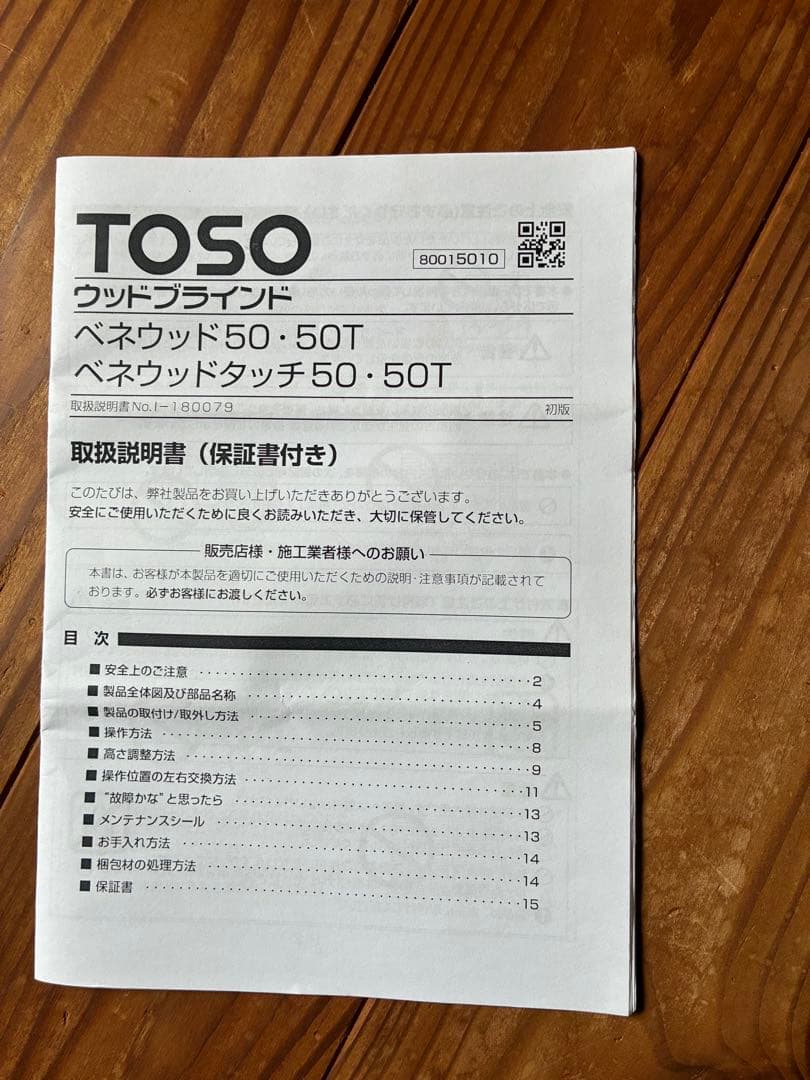 TOSO
80015010
ウッドブラインド
ベネウッド50・50T
ベネウッドタッチ50・50T
取扱説明書No.I-180079 初版
取扱説明書（保証書付き）
このたびは、弊社製品をお買い上げいただきありがとうございます。
安全にご使用いただくために良くお読みいただき、大切に保管してください。
販売店様・施工業者様へのお願い
本書は、お客様が本製品を適切にご使用いただくための説明・注意事項が記載されて
おります。必ずお客様にお渡しください。
目 次
■ 安全上のご注意 ・・・・・・・・・・・・・・・・・・・・2
■ 製品全体図及び部品名称 ・・・・・・・・・・・・・・・・・・・・4
■ 製品の取付け/取外し方法 ・・・・・・・・・・・・・・・・・・・・5
■ 操作方法 ・・・・・・・・・・・・・・・・・・・・8
■ 高さ調整方法 ・・・・・・・・・・・・・・・・・・・・9
■ 操作位置の左右交換方法 ・・・・・・・・・・・・・・・・・・・・11
■ “故障かな”と思ったら ・・・・・・・・・・・・・・・・・・・・13
■ メンテナンスシール ・・・・・・・・・・・・・・・・・・・・13
■ お手入れ方法 ・・・・・・・・・・・・・・・・・・・・14
■ 梱包材の処理方法 ・・・・・・・・・・・・・・・・・・・・14
■ 保証書 ・・・・・・・・・・・・・・・・・・・・15